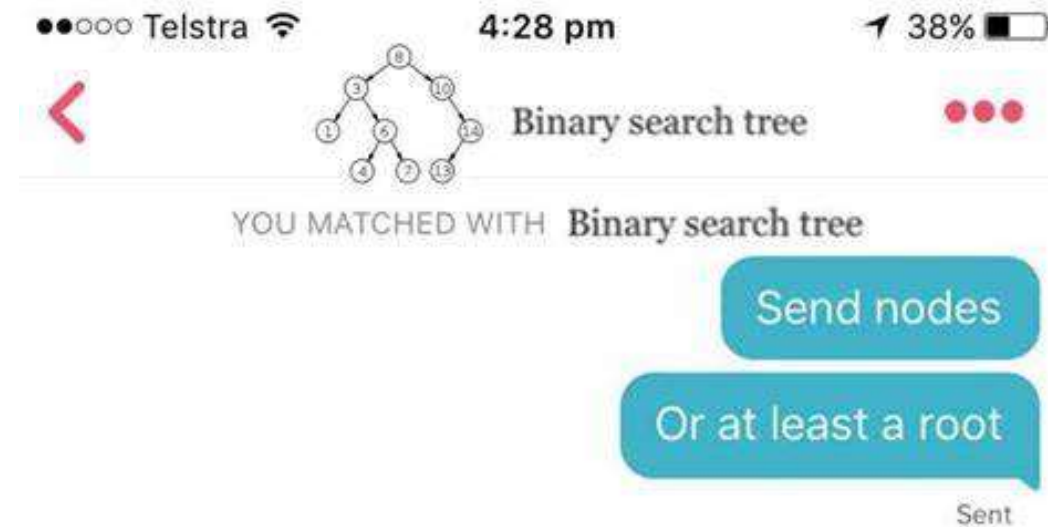 Telstra 4:28 pm 38%
8
3 10
1 6 14
4 7 13
Binary search tree
YOU MATCHED WITH Binary search tree
Send nodes
Or at least a root
Sent